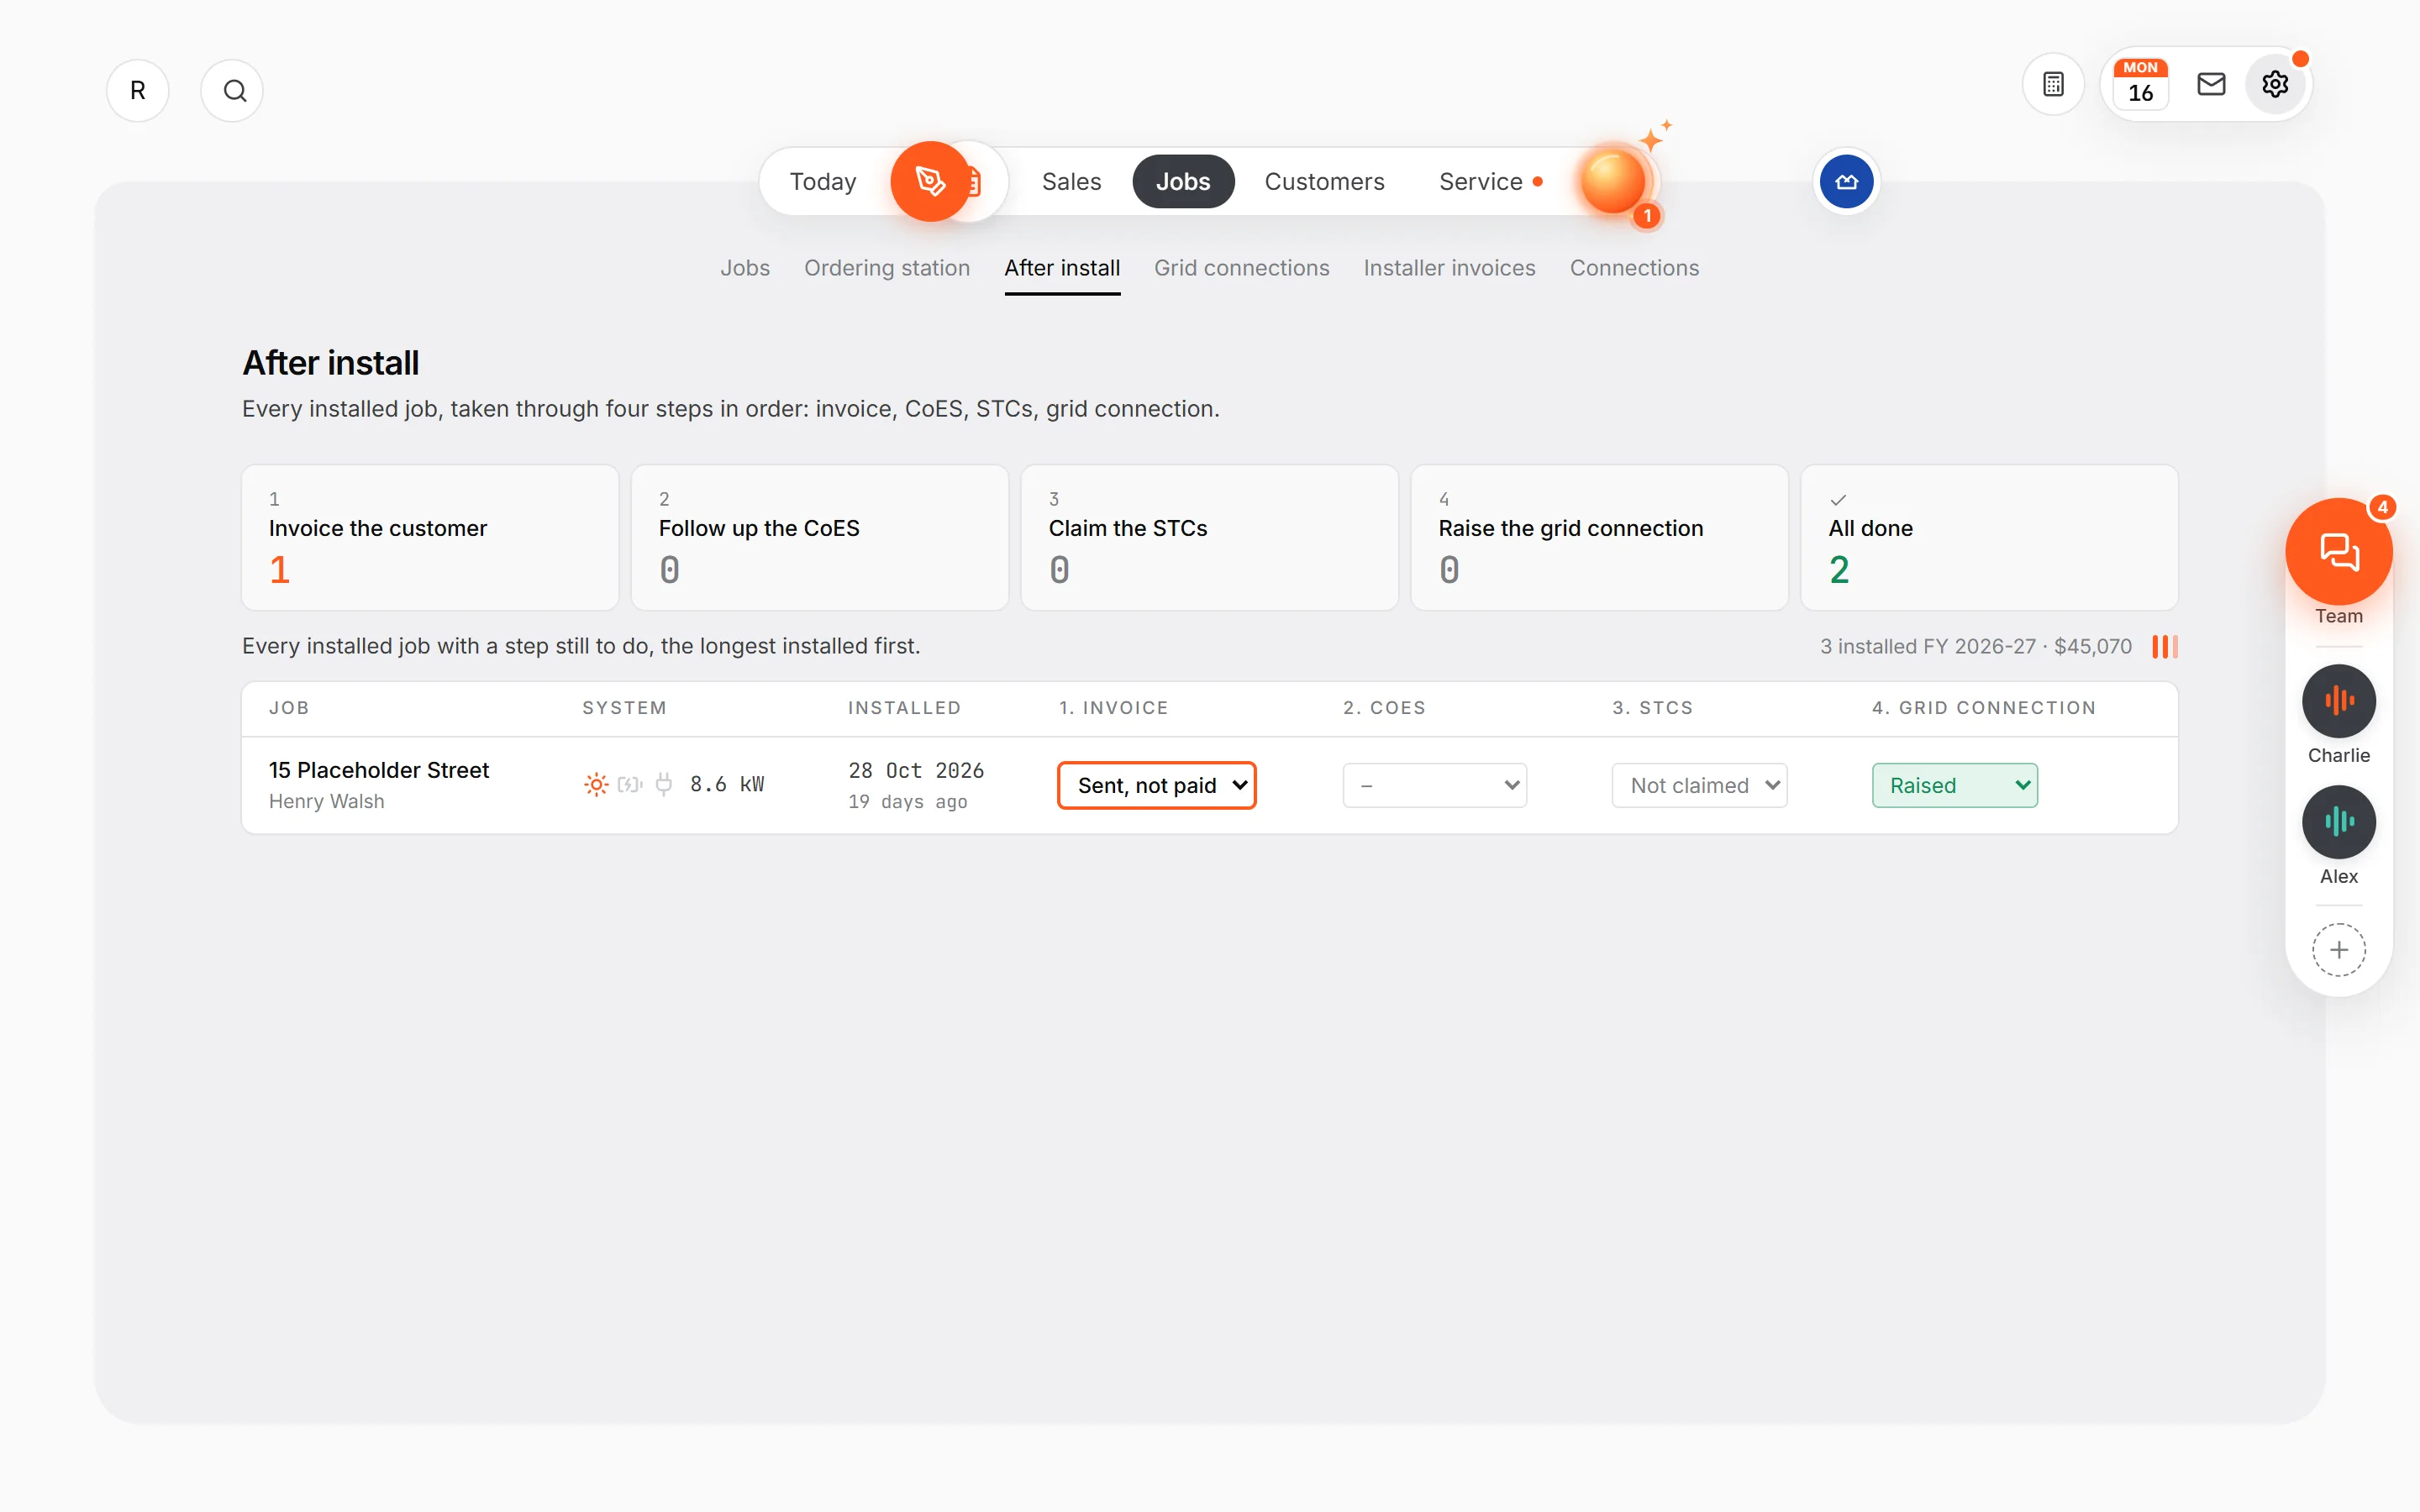 R
MON
16
Today
Sales
Jobs
Customers
Service
1
Jobs
Ordering station
After install
Grid connections
Installer invoices
Connections
After install
Every installed job, taken through four steps in order: invoice, CoES, STCs, grid connection.
1
Invoice the customer
1
2
Follow up the CoES
0
3
Claim the STCs
0
4
Raise the grid connection
0
All done
2
4
Team
Every installed job with a step still to do, the longest installed first.
3 installed FY 2026-27 · $45,070
JOB
SYSTEM
INSTALLED
1. INVOICE
2. COES
3. STCS
4. GRID CONNECTION
15 Placeholder Street
Henry Walsh
8.6 kW
28 Oct 2026
19 days ago
Sent, not paid
–
Not claimed
Raised
Charlie
Alex